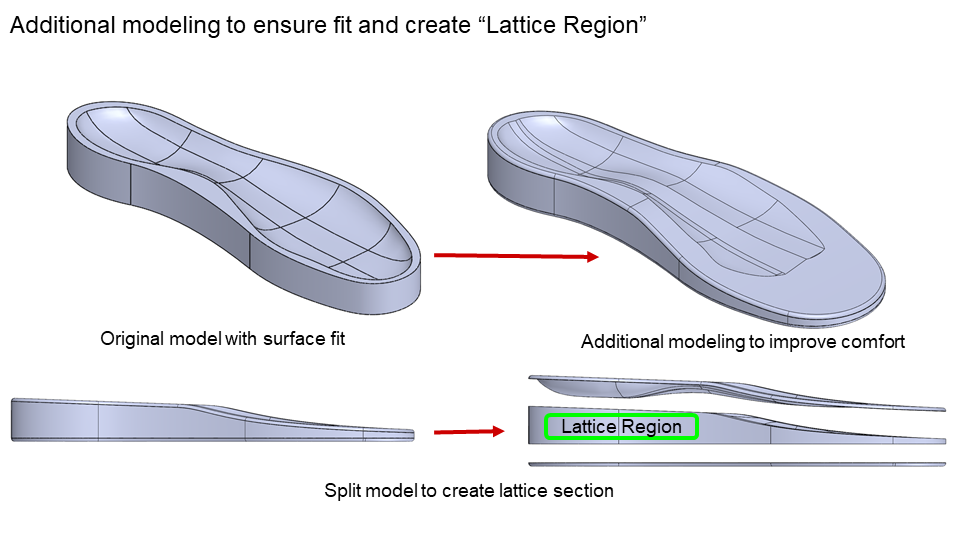 Additional modeling to ensure fit and create “Lattice Region”
Original model with surface fit
Additional modeling to improve comfort
Lattice Region
Split model to create lattice section